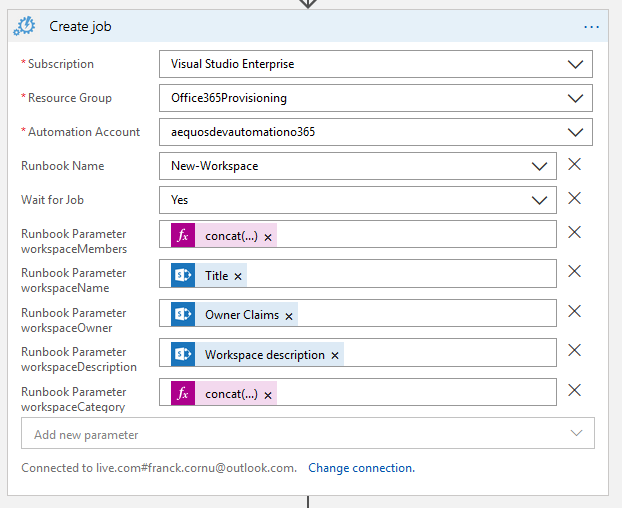 Create job
* Subscription Visual Studio Enterprise
* Resource Group Office365Provisioning
* Automation Account aequosdevautomationo365
Runbook Name New-Workspace
Wait for Job Yes
Runbook Parameter
workspaceMembers fx concat(...) ×
Runbook Parameter
workspaceName Title ×
Runbook Parameter
workspaceOwner Owner Claims ×
Runbook Parameter
workspaceDescription Workspace description ×
Runbook Parameter
workspaceCategory fx concat(...) ×
Add new parameter
Connected to live.com#franck.cornu@outlook.com. Change connection.